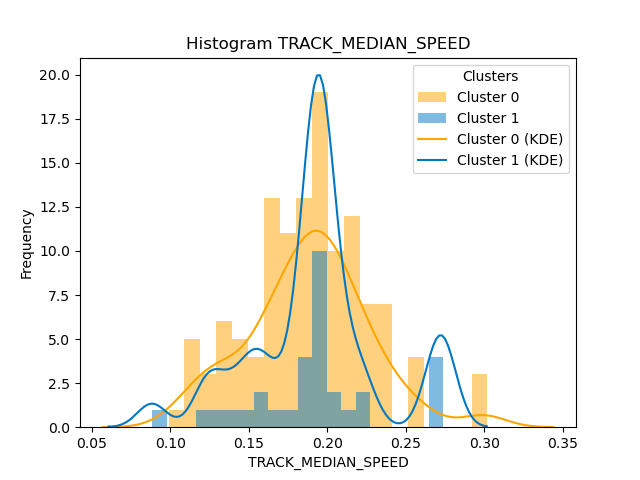 Histogram TRACK_MEDIAN_SPEED
20.0
17.5
15.0
12.5
10.0
7.5
5.0
2.5
0.0
Frequency
Clusters
Cluster 0
Cluster 1
Cluster 0 (KDE)
Cluster 1 (KDE)
0.05 0.10 0.15 0.20 0.25 0.30 0.35
TRACK_MEDIAN_SPEED